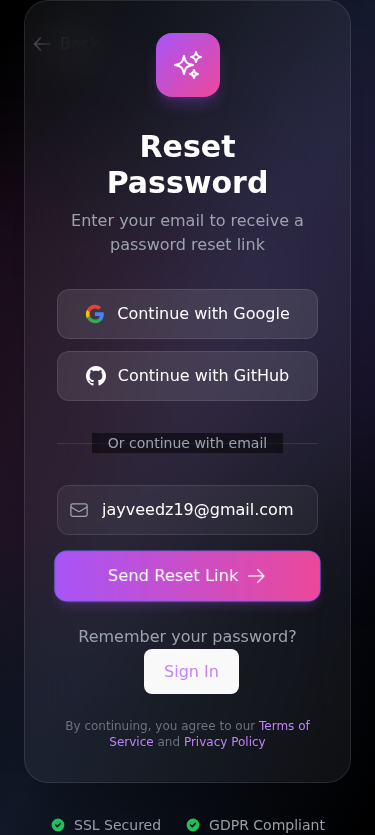 Back
Reset
Password
Enter your email to receive a
password reset link
Continue with Google
Continue with GitHub
Or continue with email
jayveedz19@gmail.com
Send Reset Link
Remember your password?
Sign In
By continuing, you agree to our Terms of
Service and Privacy Policy
SSL Secured
GDPR Compliant